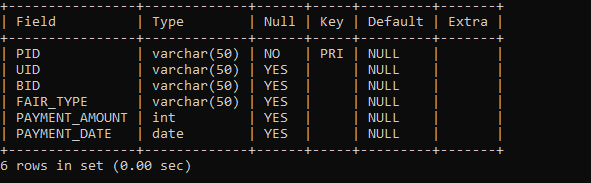 +----------------+-------------+------+-----+---------+-------+
| Field          | Type        | Null | Key | Default | Extra |
+----------------+-------------+------+-----+---------+-------+
| PID            | varchar(50) | NO   | PRI | NULL    |       |
| UID            | varchar(50) | YES  |     | NULL    |       |
| BID            | varchar(50) | YES  |     | NULL    |       |
| FAIR_TYPE      | varchar(50) | YES  |     | NULL    |       |
| PAYMENT_AMOUNT | int         | YES  |     | NULL    |       |
| PAYMENT_DATE   | date        | YES  |     | NULL    |       |
+----------------+-------------+------+-----+---------+-------+
6 rows in set (0.00 sec)